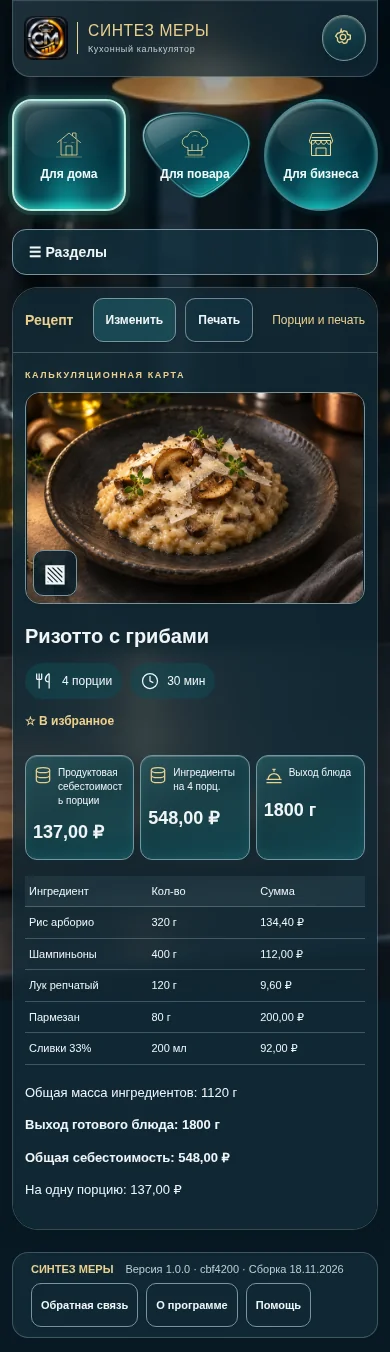 СМ
СИНТЕЗ МЕРЫ
Кухонный калькулятор
Для дома
Для повара
Для бизнеса
☰ Разделы
Рецепт
Изменить
Печать
Порции и печать
КАЛЬКУЛЯЦИОННАЯ КАРТА
Ризотто с грибами
4 порции
30 мин
☆ В избранное
Продуктовая
себестоимост
ь порции
137,00 ₽
Ингредиенты
на 4 порц.
548,00 ₽
Выход блюда
1800 г
Ингредиент Кол-во Сумма
Рис арборио 320 г 134,40 ₽
Шампиньоны 400 г 112,00 ₽
Лук репчатый 120 г 9,60 ₽
Пармезан 80 г 200,00 ₽
Сливки 33% 200 мл 92,00 ₽
Общая масса ингредиентов: 1120 г
Выход готового блюда: 1800 г
Общая себестоимость: 548,00 ₽
На одну порцию: 137,00 ₽
СИНТЕЗ МЕРЫ Версия 1.0.0 · cbf4200 · Сборка 18.11.2026
Обратная связь
О программе
Помощь